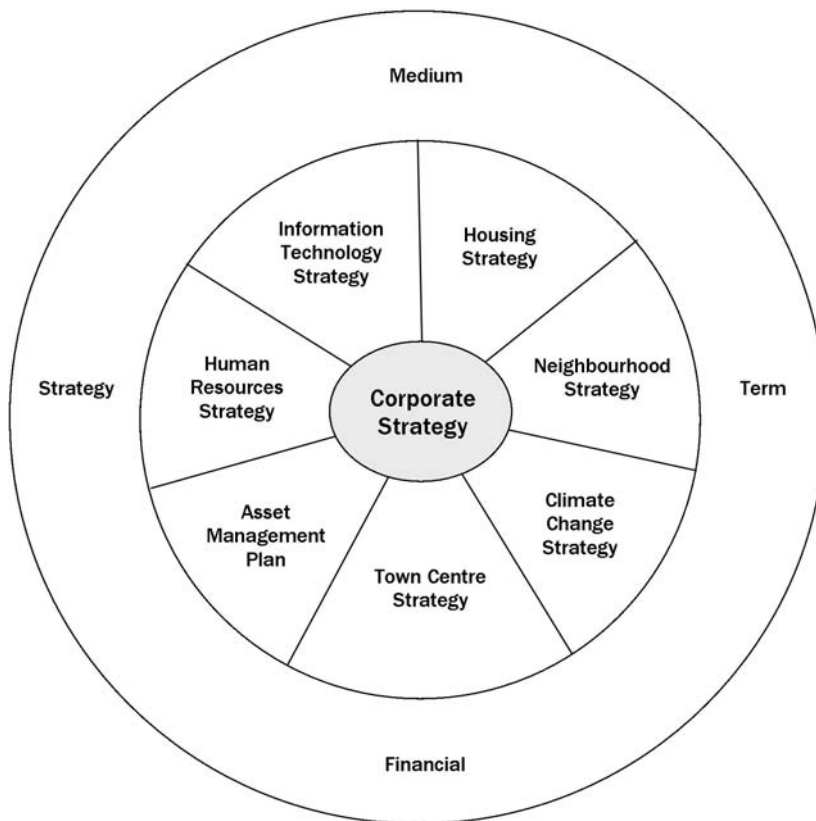 Medium
Term
Financial
Strategy
Information
Technology
Strategy
Housing
Strategy
Neighbourhood
Strategy
Climate
Change
Strategy
Town Centre
Strategy
Asset
Management
Plan
Human
Resources
Strategy
Corporate
Strategy